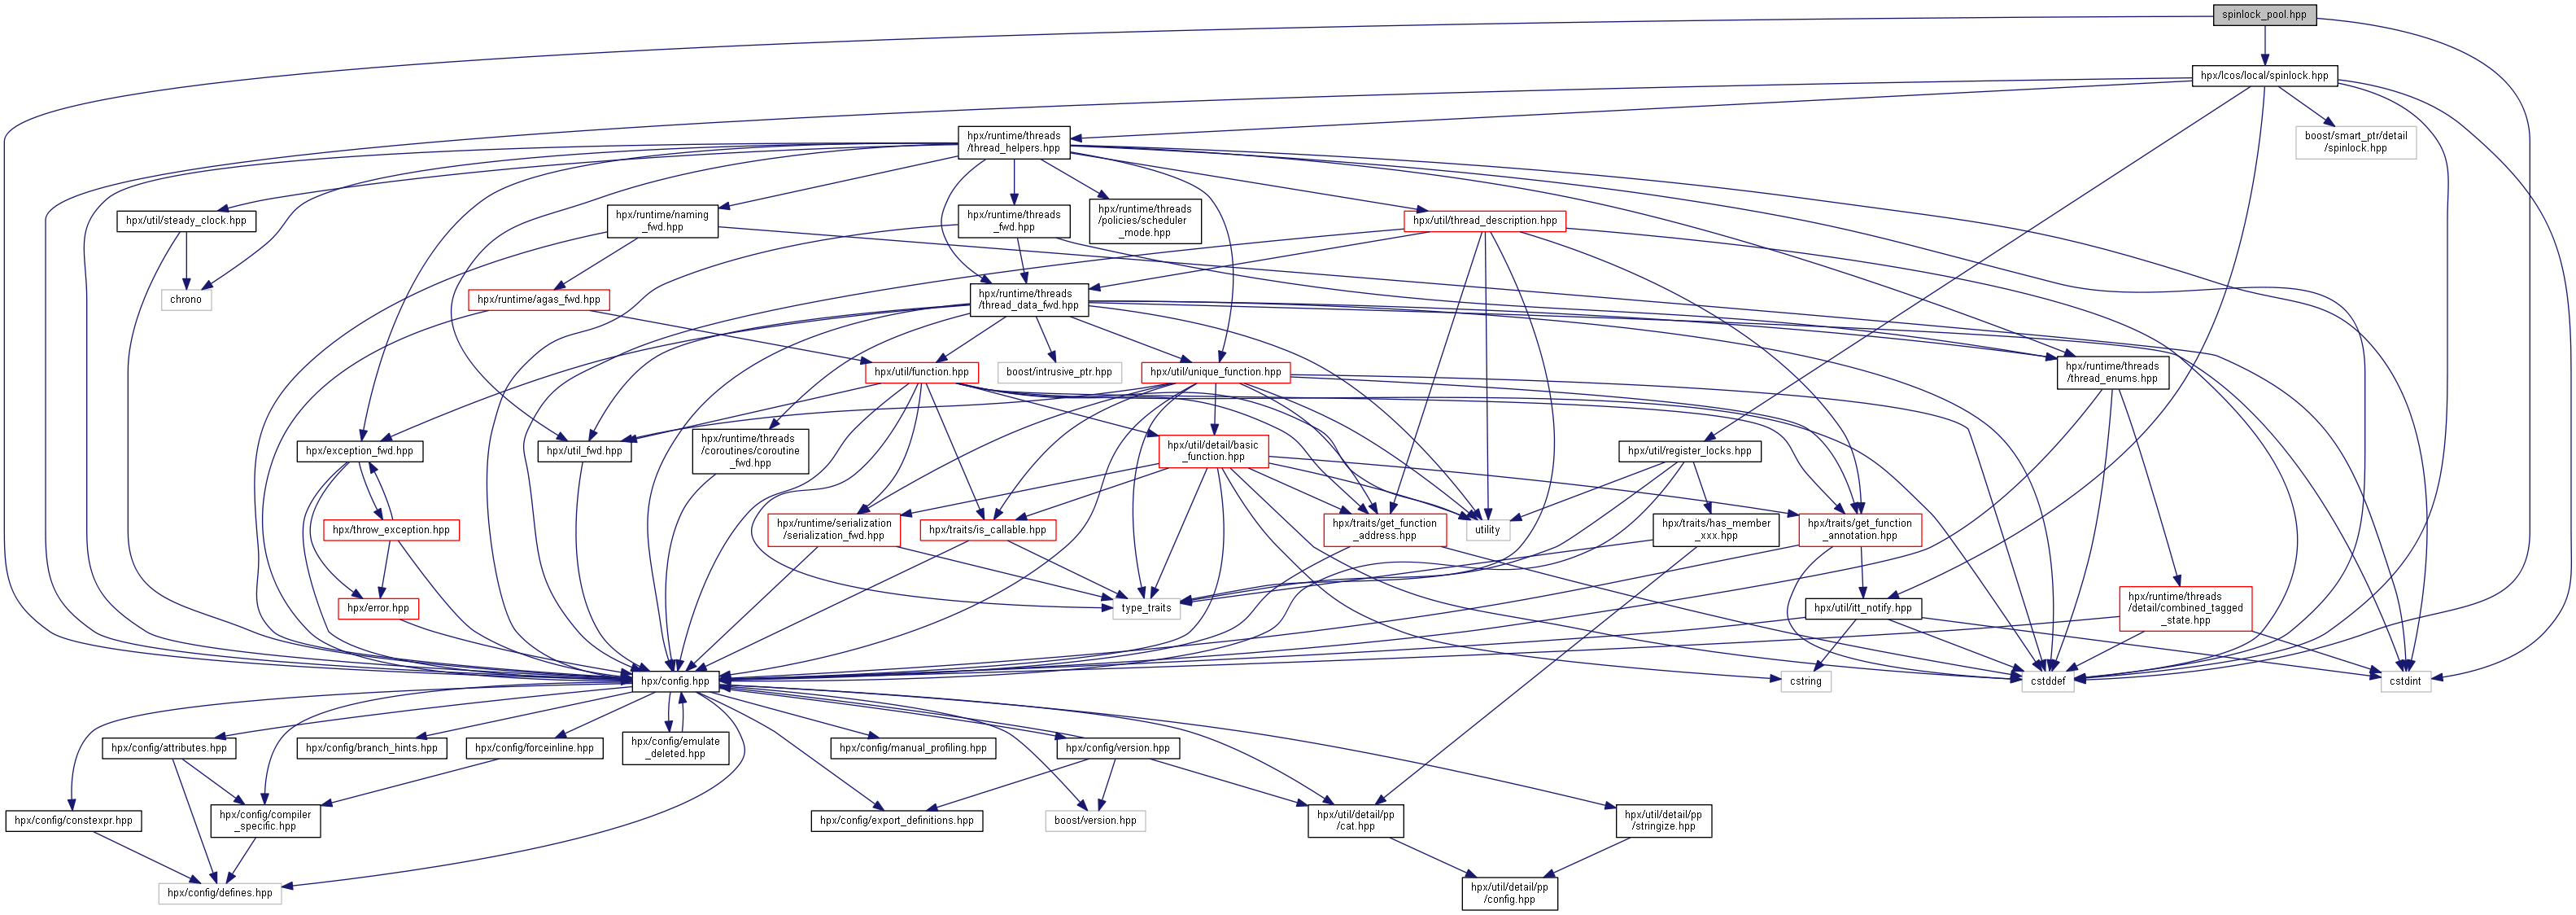 spinlock_pool.hpp
hpx/lcos/local/spinlock.hpp
hpx/runtime/threads
/thread_helpers.hpp
boost/smart_ptr/detail
/spinlock.hpp
hpx/util/steady_clock.hpp
hpx/runtime/naming
_fwd.hpp
hpx/runtime/threads
_fwd.hpp
hpx/runtime/threads
/policies/scheduler
_mode.hpp
hpx/util/thread_description.hpp
chrono
hpx/runtime/agas_fwd.hpp
hpx/runtime/threads
/thread_data_fwd.hpp
hpx/util/function.hpp
boost/intrusive_ptr.hpp
hpx/util/unique_function.hpp
hpx/runtime/threads
/thread_enums.hpp
hpx/exception_fwd.hpp
hpx/util_fwd.hpp
hpx/runtime/threads
/coroutines/coroutine
_fwd.hpp
hpx/util/detail/basic
_function.hpp
hpx/util/register_locks.hpp
hpx/throw_exception.hpp
hpx/runtime/serialization
/serialization_fwd.hpp
hpx/traits/is_callable.hpp
hpx/traits/get_function
_address.hpp
utility
hpx/traits/has_member
_xxx.hpp
hpx/traits/get_function
_annotation.hpp
hpx/error.hpp
type_traits
hpx/util/itt_notify.hpp
hpx/runtime/threads
/detail/combined_tagged
_state.hpp
hpx/config.hpp
cstring
cstddef
cstdint
hpx/config/attributes.hpp
hpx/config/branch_hints.hpp
hpx/config/forceinline.hpp
hpx/config/emulate
_deleted.hpp
hpx/config/manual_profiling.hpp
hpx/config/version.hpp
hpx/config/constexpr.hpp
hpx/config/compiler
_specific.hpp
hpx/config/export_definitions.hpp
boost/version.hpp
hpx/util/detail/pp
/cat.hpp
hpx/util/detail/pp
/stringize.hpp
hpx/config/defines.hpp
hpx/util/detail/pp
/config.hpp